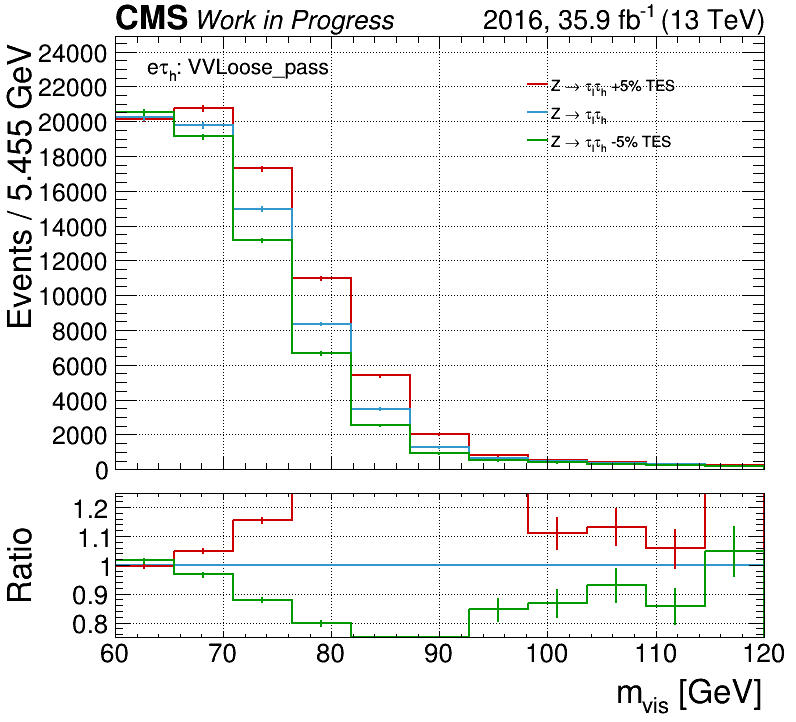 CMS Work in Progress 2016, 35.9 fb⁻¹ (13 TeV)
eτₕ: VVLoose_pass
Z → τₗτₕ +5% TES
Z → τₗτₕ
Z → τₗτₕ -5% TES
Events / 5.455 GeV
24000
22000
20000
18000
16000
14000
12000
10000
8000
6000
4000
2000
0
Ratio
1.2
1.1
1
0.9
0.8
60 70 80 90 100 110 120
m_vis [GeV]